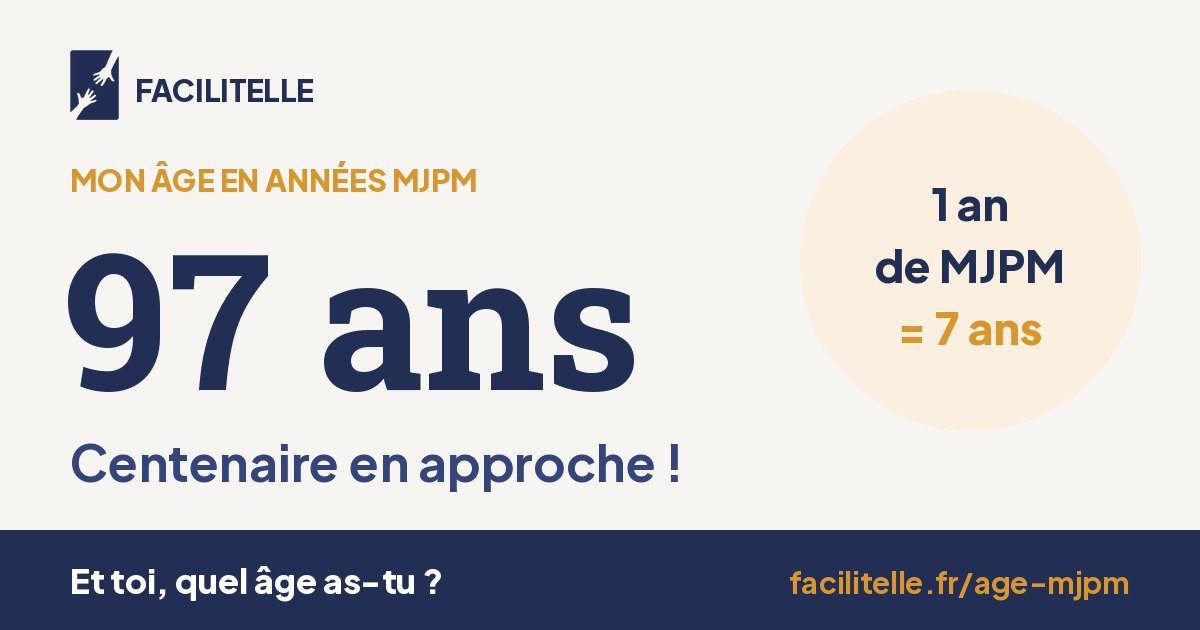 FACILITELLE
MON ÂGE EN ANNÉES MJPM
97 ans
Centenaire en approche !
1 an
de MJPM
= 7 ans
Et toi, quel âge as-tu ?
facilitelle.fr/age-mjpm